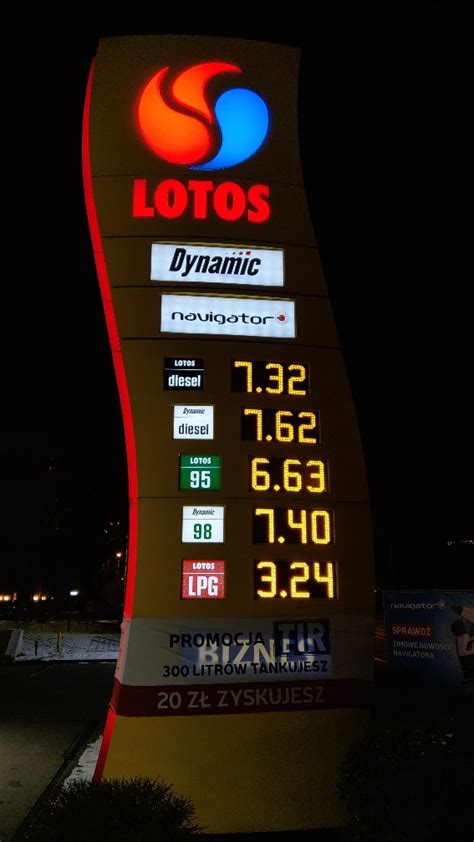 LOTOS
Dynamic
navigator
LOTOS
diesel
7.32
Dynamic
diesel
7.62
LOTOS
95
6.63
Dynamic
98
7.40
LOTOS
LPG
3.24
PROMOCJA TIR
BIZNES
300 LITRÓW TANKUJESZ
20 ZŁ ZYSKUJESZ
navigator
SPRAWDŹ
ZIMOWE NOWOŚCI
NAVIGATORA